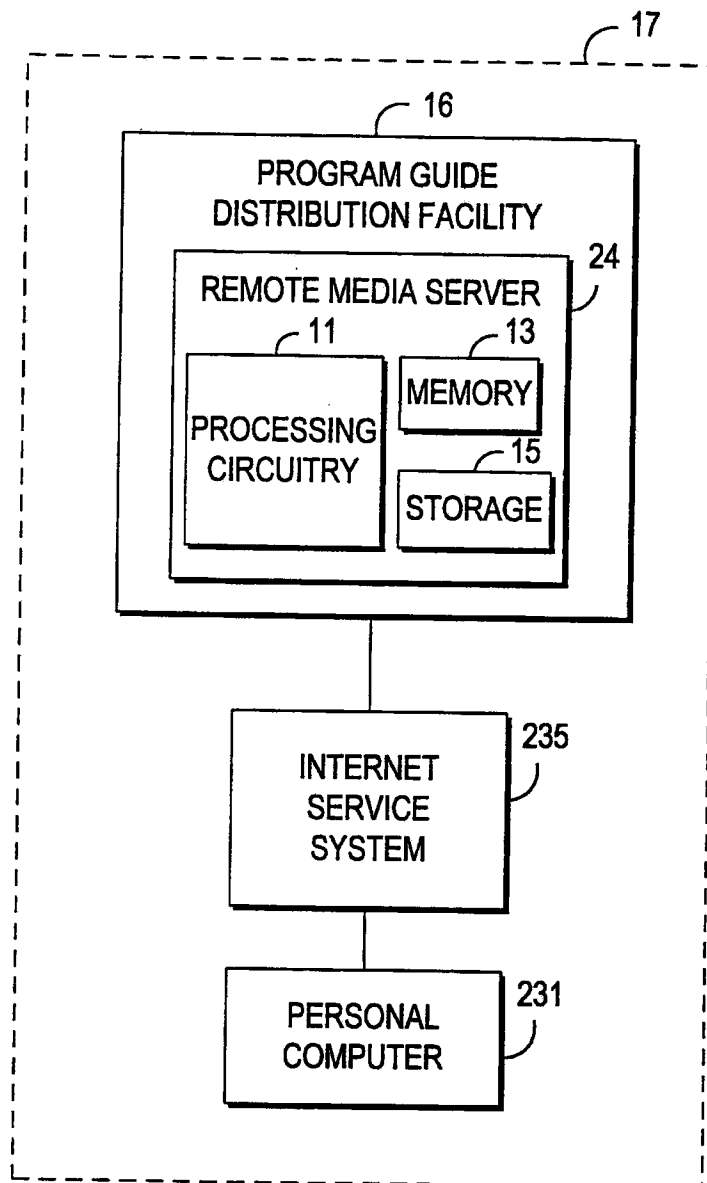 17
16
PROGRAM GUIDE
DISTRIBUTION FACILITY
24
REMOTE MEDIA SERVER
11
13
PROCESSING
CIRCUITRY
MEMORY
15
STORAGE
235
INTERNET
SERVICE
SYSTEM
231
PERSONAL
COMPUTER